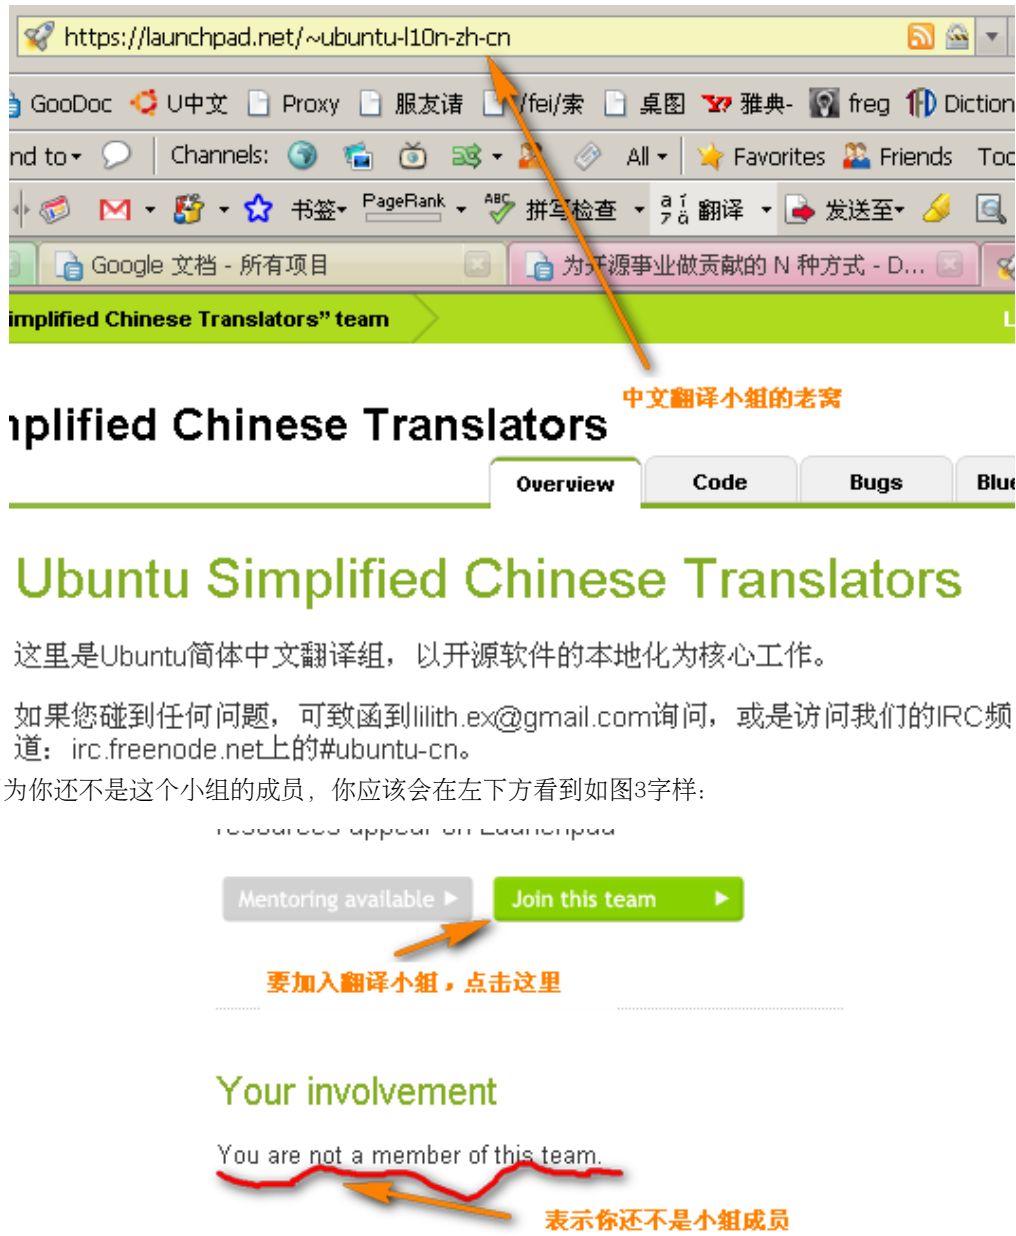 https://launchpad.net/~ubuntu-l10n-zh-cn
GooDoc U中文 Proxy 服友请 /fei/索 桌图 雅典- freg Diction
nd to Channels: All Favorites Friends Too
书签 PageRank ABC 拼写检查 翻译 发送至
Google 文档 - 所有项目 为开源事业做贡献的 N 种方式 - D...
implified Chinese Translators” team L
中文翻译小组的老窝
nplified Chinese Translators
Overview Code Bugs Blue
Ubuntu Simplified Chinese Translators
这里是Ubuntu简体中文翻译组，以开源软件的本地化为核心工作。
如果您碰到任何问题，可致函到lilith.ex@gmail.com询问，或是访问我们的IRC频
道：irc.freenode.net上的#ubuntu-cn。
为你还不是这个小组的成员，你应该会在左下方看到如图3字样：
resources appear on Launchpad
Mentoring available Join this team
要加入翻译小组，点击这里
Your involvement
You are not a member of this team.
表示你还不是小组成员